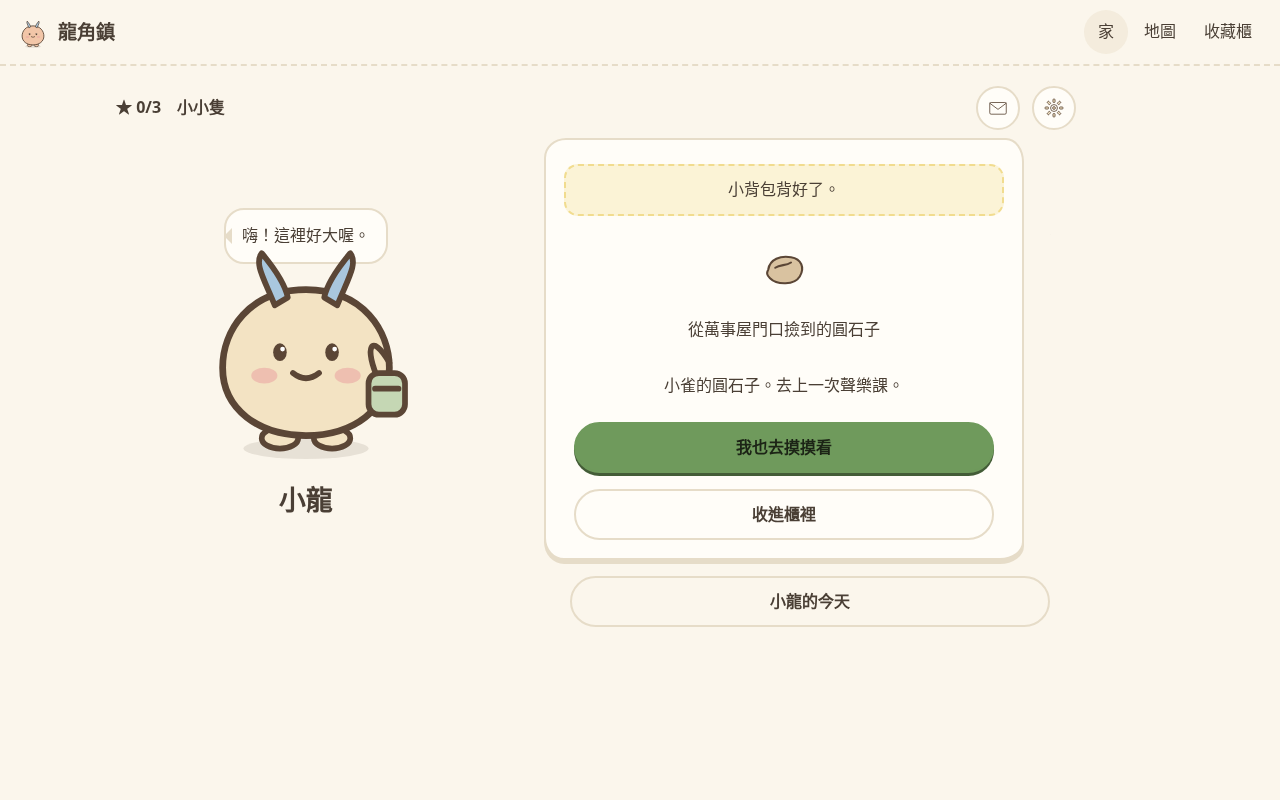 龍角鎮
家
地圖
收藏櫃
★ 0/3 小小隻
小背包背好了。
嗨！這裡好大喔。
從萬事屋門口撿到的圓石子
小雀的圓石子。去上一次聲樂課。
我也去摸摸看
收進櫃裡
小龍
小龍的今天